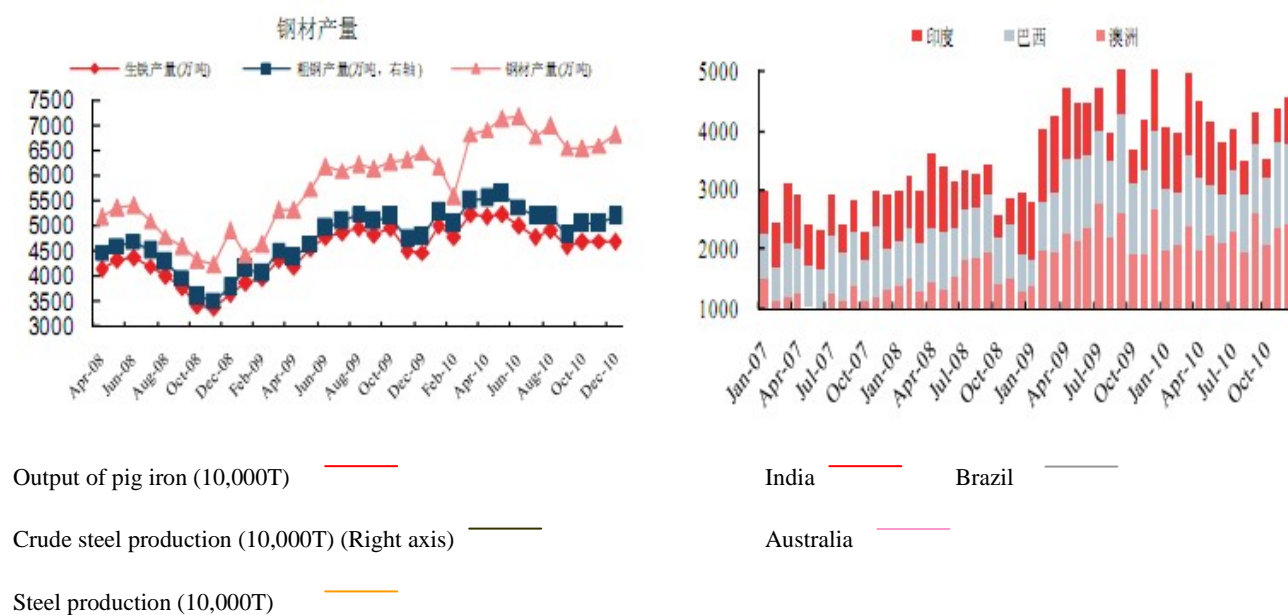 钢材产量
生铁产量(万吨) 粗钢产量(万吨，右轴) 钢材产量(万吨)
7500
7000
6500
6000
5500
5000
4500
4000
3500
3000
Apr-08 Jun-08 Aug-08 Oct-08 Dec-08 Feb-09 Apr-09 Jun-09 Aug-09 Oct-09 Dec-09 Feb-10 Apr-10 Jun-10 Aug-10 Oct-10 Dec-10
印度 巴西 澳洲
5000
4000
3000
2000
1000
Jan-07 Apr-07 Jul-07 Oct-07 Jan-08 Apr-08 Jul-08 Oct-08 Jan-09 Apr-09 Jul-09 Oct-09 Jan-10 Apr-10 Jul-10 Oct-10
Output of pig iron (10,000T)
Crude steel production (10,000T) (Right axis)
Steel production (10,000T)
India Brazil
Australia